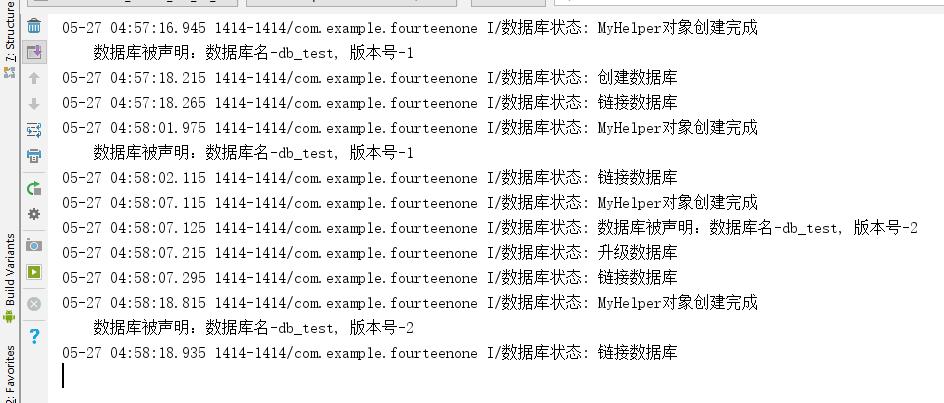 7: Structure
05-27 04:57:16.945 1414-1414/com.example.fourteenone I/数据库状态: MyHelper对象创建完成
数据库被声明: 数据库名-db_test, 版本号-1
05-27 04:57:18.215 1414-1414/com.example.fourteenone I/数据库状态: 创建数据库
05-27 04:57:18.265 1414-1414/com.example.fourteenone I/数据库状态: 链接数据库
05-27 04:58:01.975 1414-1414/com.example.fourteenone I/数据库状态: MyHelper对象创建完成
数据库被声明: 数据库名-db_test, 版本号-1
05-27 04:58:02.115 1414-1414/com.example.fourteenone I/数据库状态: 链接数据库
05-27 04:58:07.115 1414-1414/com.example.fourteenone I/数据库状态: MyHelper对象创建完成
05-27 04:58:07.125 1414-1414/com.example.fourteenone I/数据库状态: 数据库被声明: 数据库名-db_test, 版本号-2
05-27 04:58:07.215 1414-1414/com.example.fourteenone I/数据库状态: 升级数据库
05-27 04:58:07.295 1414-1414/com.example.fourteenone I/数据库状态: 链接数据库
05-27 04:58:18.815 1414-1414/com.example.fourteenone I/数据库状态: MyHelper对象创建完成
数据库被声明: 数据库名-db_test, 版本号-2
05-27 04:58:18.935 1414-1414/com.example.fourteenone I/数据库状态: 链接数据库
Build Variants
2: Favorites